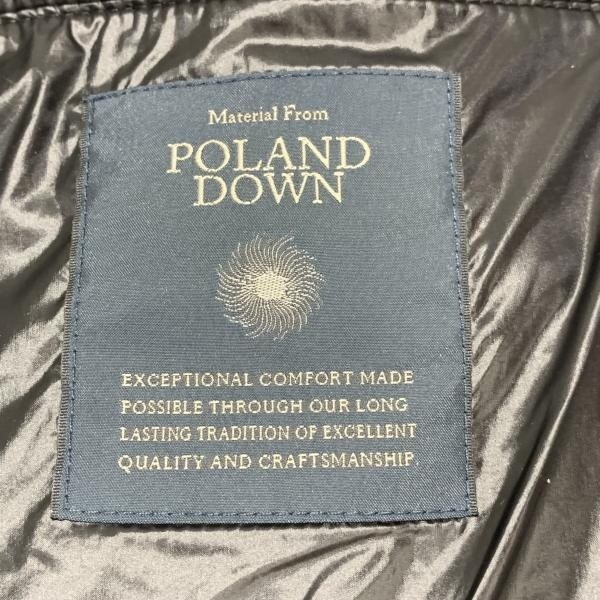 Material From
POLAND
DOWN
EXCEPTIONAL COMFORT MADE
POSSIBLE THROUGH OUR LONG
LASTING TRADITION OF EXCELLENT
QUALITY AND CRAFTSMANSHIP.